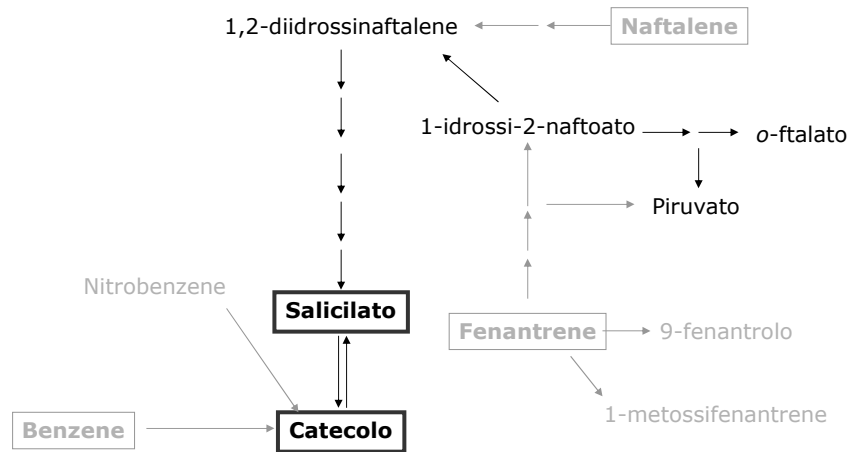 1,2-diidrossinaftalene
Naftalene
1-idrossi-2-naftoato
o-ftalato
Piruvato
Nitrobenzene
Salicilato
Fenantrene
9-fenantrolo
1-metossifenantrene
Benzene
Catecolo